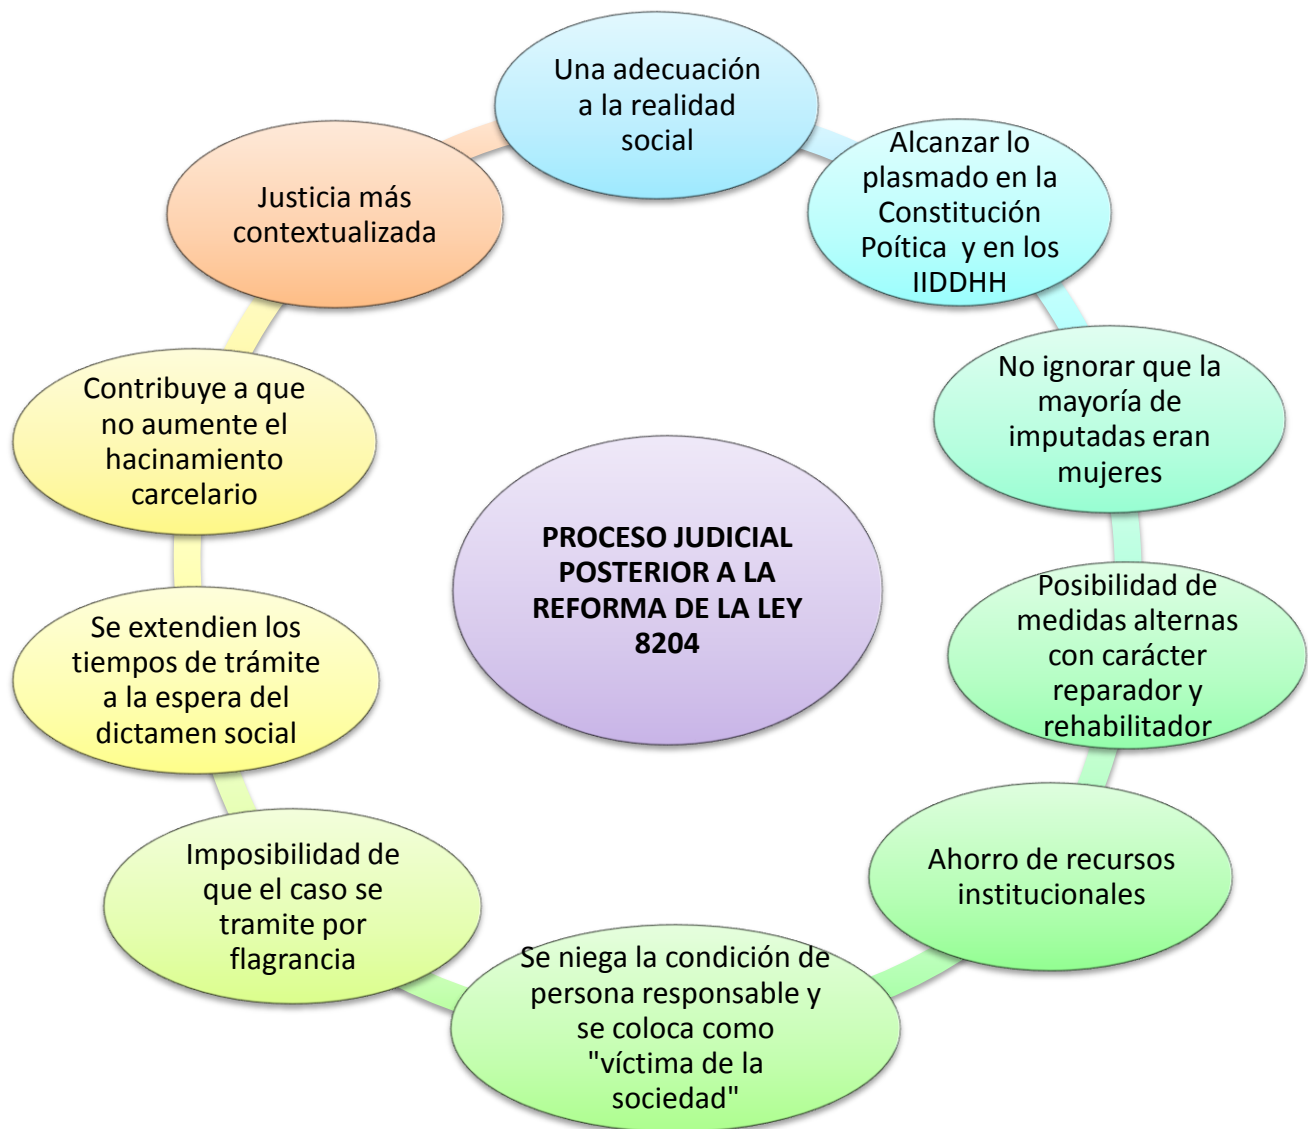 Una adecuación
a la realidad
social
Alcanzar lo
plasmado en la
Constitución
Poítica y en los
IIDDHH
No ignorar que la
mayoría de
imputadas eran
mujeres
Posibilidad de
medidas alternas
con carácter
reparador y
rehabilitador
Ahorro de recursos
institucionales
Se niega la condición de
persona responsable y
se coloca como
"víctima de la
sociedad"
Imposibilidad de
que el caso se
tramite por
flagrancia
Se extendien los
tiempos de trámite
a la espera del
dictamen social
Contribuye a que
no aumente el
hacinamiento
carcelario
Justicia más
contextualizada
PROCESO JUDICIAL
POSTERIOR A LA
REFORMA DE LA LEY
8204